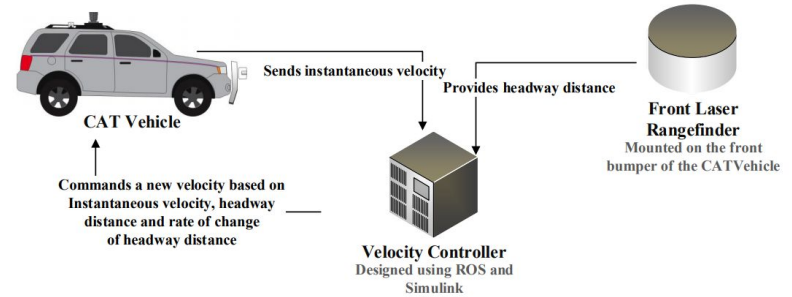 Sends instantaneous velocity
Provides headway distance
CAT Vehicle
Front Laser
Rangefinder
Mounted on the front
bumper of the CATVehicle
Commands a new velocity based on
Instantaneous velocity, headway
distance and rate of change
of headway distance
Velocity Controller
Designed using ROS and
Simulink